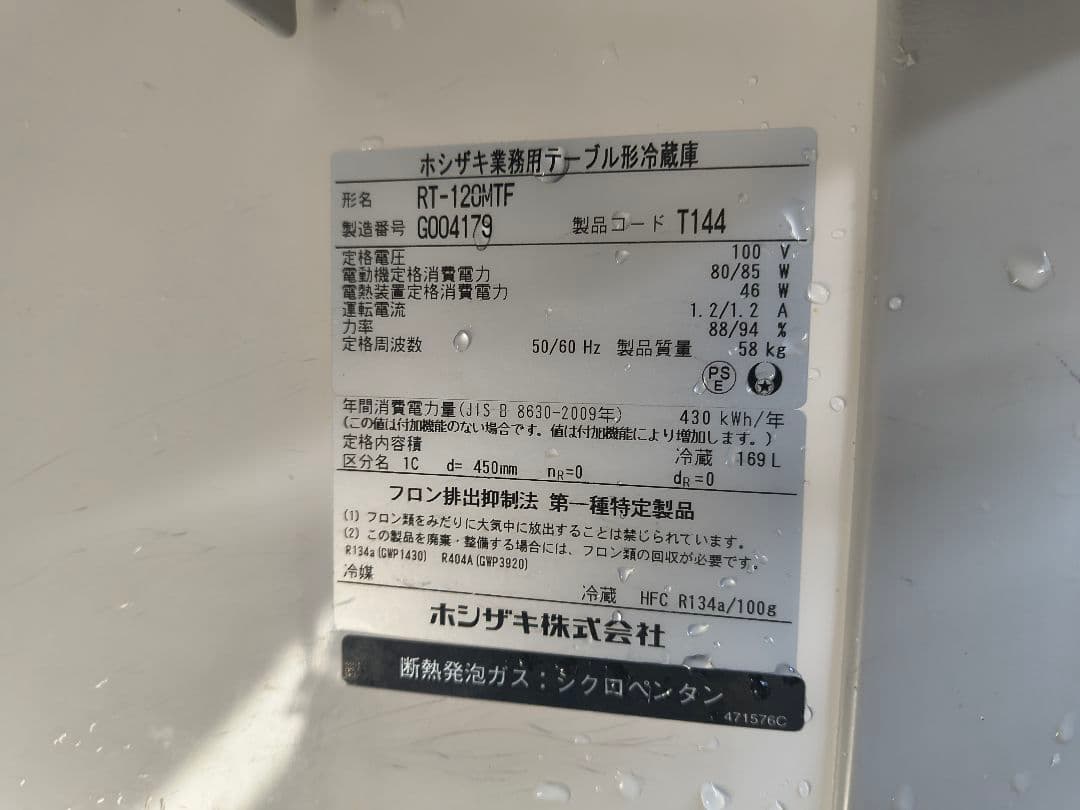 ホシザキ業務用テーブル形冷蔵庫
形名 RT-120MTF
製造番号 G004179 製品コード T144
定格電圧 100 V
電動機定格消費電力 80/85 W
電熱装置定格消費電力 46 W
運転電流 1.2/1.2 A
力率 88/94 %
定格周波数 50/60 Hz 製品質量 58 kg
PS
E
年間消費電力量(JIS B 8630-2009年) 430 kWh/年
(この値は付加機能のない場合です。値は付加機能により増加します。)
定格内容積 冷蔵 169L
区分名 1C d= 450mm nR=0 dR=0
フロン排出抑制法 第一種特定製品
(1) フロン類をみだりに大気中に放出することは禁じられています。
(2) この製品を廃棄・整備する場合には、フロン類の回収が必要です。
R134a(GWP1430) R404A(GWP3920)
冷媒 冷蔵 HFC R134a/100g
ホシザキ株式会社
断熱発泡ガス:シクロペンタン
471576C